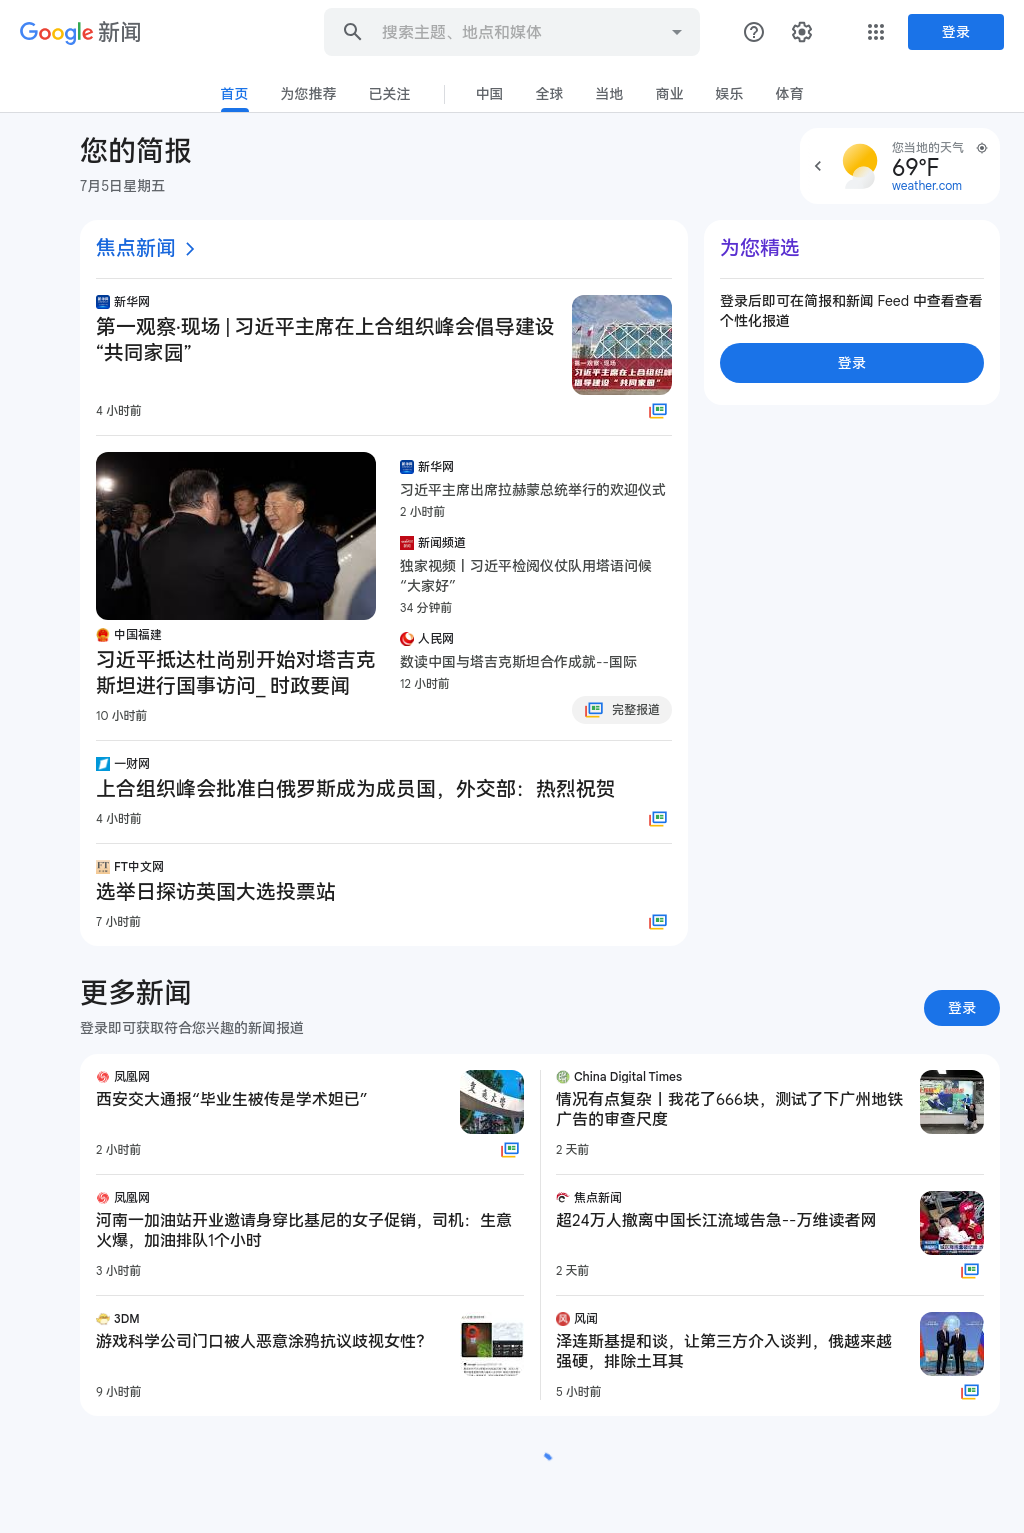 Google 新闻
搜索主题、地点和媒体
登录
首页 为您推荐 已关注 中国 全球 当地 商业 娱乐 体育
您的简报
7月5日星期五
您当地的天气
69°F
weather.com
焦点新闻
新华网
第一观察·现场 | 习近平主席在上合组织峰会倡导建设
“共同家园”
4 小时前
第一观察·现场
习近平主席在上合组织峰
倡导建设“共同家园”
中国福建
习近平抵达杜尚别开始对塔吉克
斯坦进行国事访问_ 时政要闻
10 小时前
新华网
习近平主席出席拉赫蒙总统举行的欢迎仪式
2 小时前
新闻频道
独家视频丨习近平检阅仪仗队用塔语问候
“大家好”
34 分钟前
人民网
数读中国与塔吉克斯坦合作成就--国际
12 小时前
完整报道
一财网
上合组织峰会批准白俄罗斯成为成员国，外交部：热烈祝贺
4 小时前
FT
FT中文网
选举日探访英国大选投票站
7 小时前
为您精选
登录后即可在简报和新闻 Feed 中查看查看
个性化报道
登录
更多新闻
登录即可获取符合您兴趣的新闻报道
登录
凤凰网
西安交大通报“毕业生被传是学术妲己”
2 小时前
交通大学
凤凰网
河南一加油站开业邀请身穿比基尼的女子促销，司机：生意
火爆，加油排队1个小时
3 小时前
3DM
游戏科学公司门口被人恶意涂鸦抗议歧视女性？
9 小时前
China Digital Times
情况有点复杂丨我花了666块，测试了下广州地铁
广告的审查尺度
2 天前
焦点新闻
超24万人撤离中国长江流域告急--万维读者网
2 天前
风闻
泽连斯基提和谈，让第三方介入谈判，俄越来越
强硬，排除土耳其
5 小时前